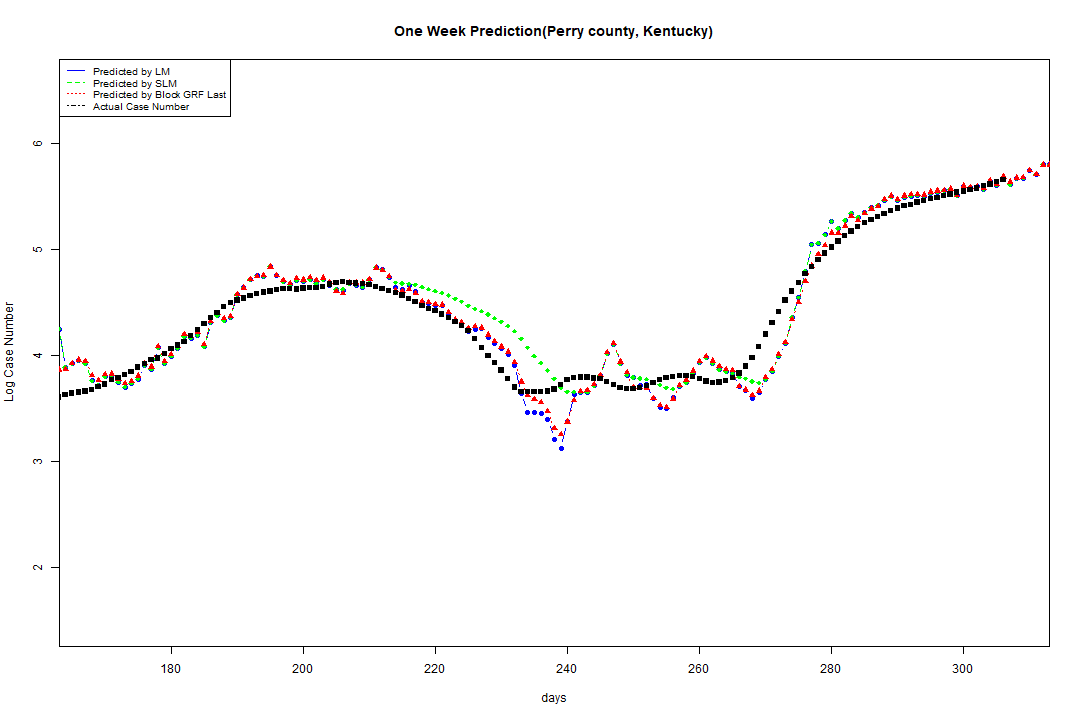 One Week Prediction(Perry county, Kentucky)
Predicted by LM
Predicted by SLM
Predicted by Block GRF Last
Actual Case Number
6
5
4
3
2
Log Case Number
180 200 220 240 260 280 300
days